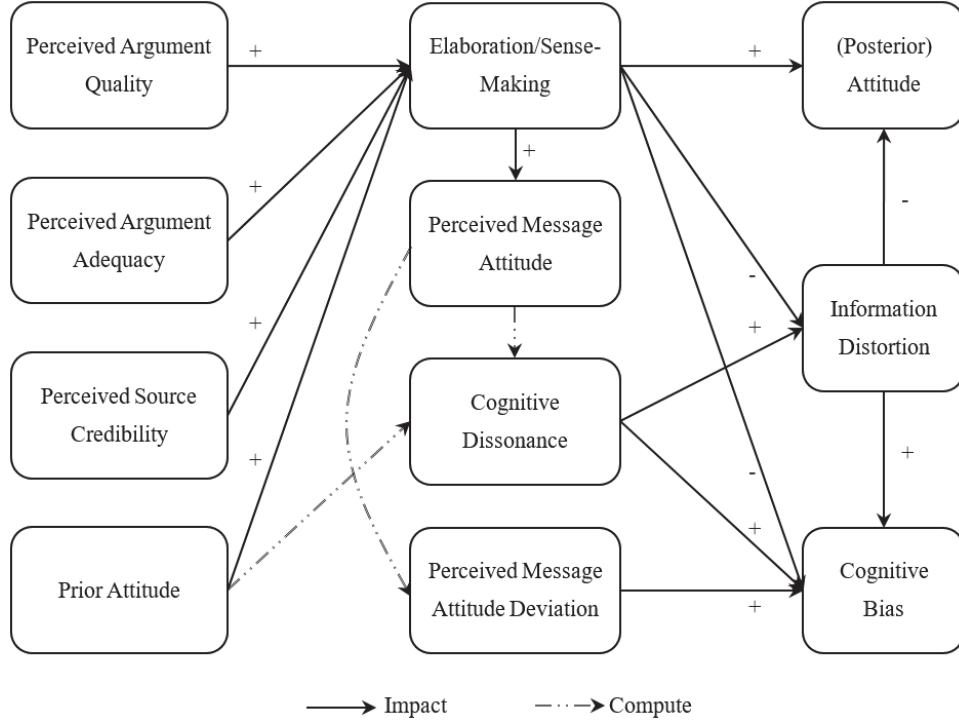 Perceived Argument
Quality
+
Elaboration/Sense-
Making
+
(Posterior)
Attitude
+
+
-
Perceived Argument
Adequacy
Perceived Message
Attitude
-
+
+
Information
Distortion
Perceived Source
Credibility
Cognitive
Dissonance
+
+
-
+
Prior Attitude
Perceived Message
Attitude Deviation
+
Cognitive
Bias
Impact
Compute